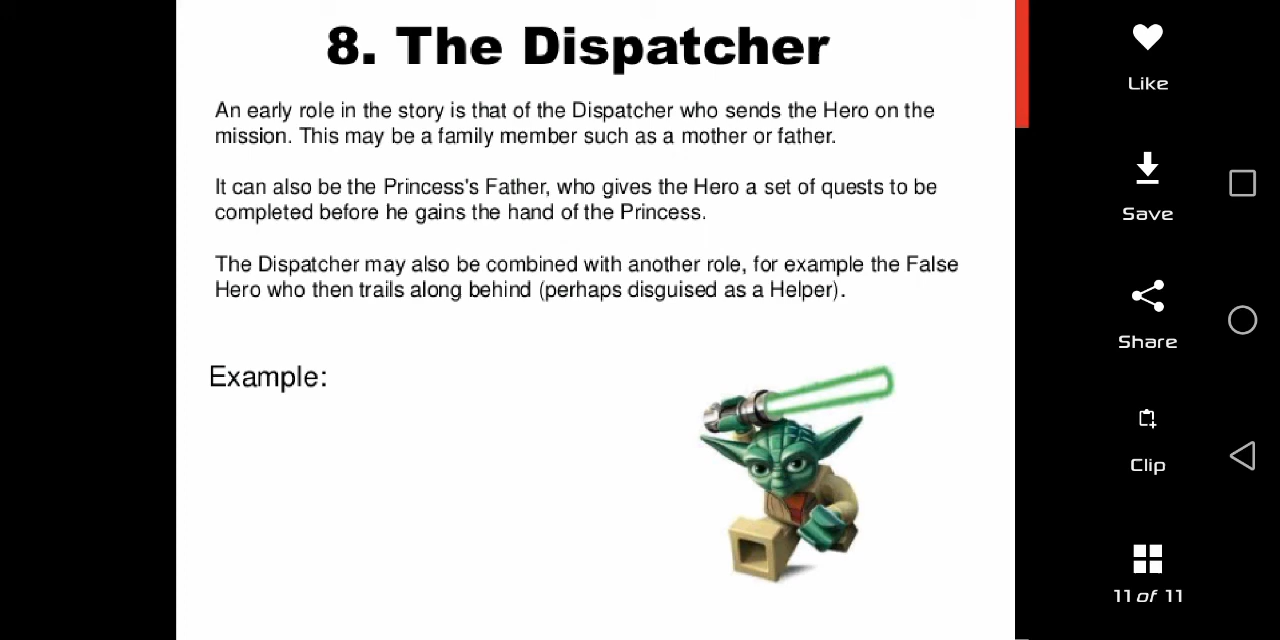 8. The Dispatcher
An early role in the story is that of the Dispatcher who sends the Hero on the
mission. This may be a family member such as a mother or father.
It can also be the Princess's Father, who gives the Hero a set of quests to be
completed before he gains the hand of the Princess.
The Dispatcher may also be combined with another role, for example the False
Hero who then trails along behind (perhaps disguised as a Helper).
Example:
Like
Save
Share
Clip
11 of 11